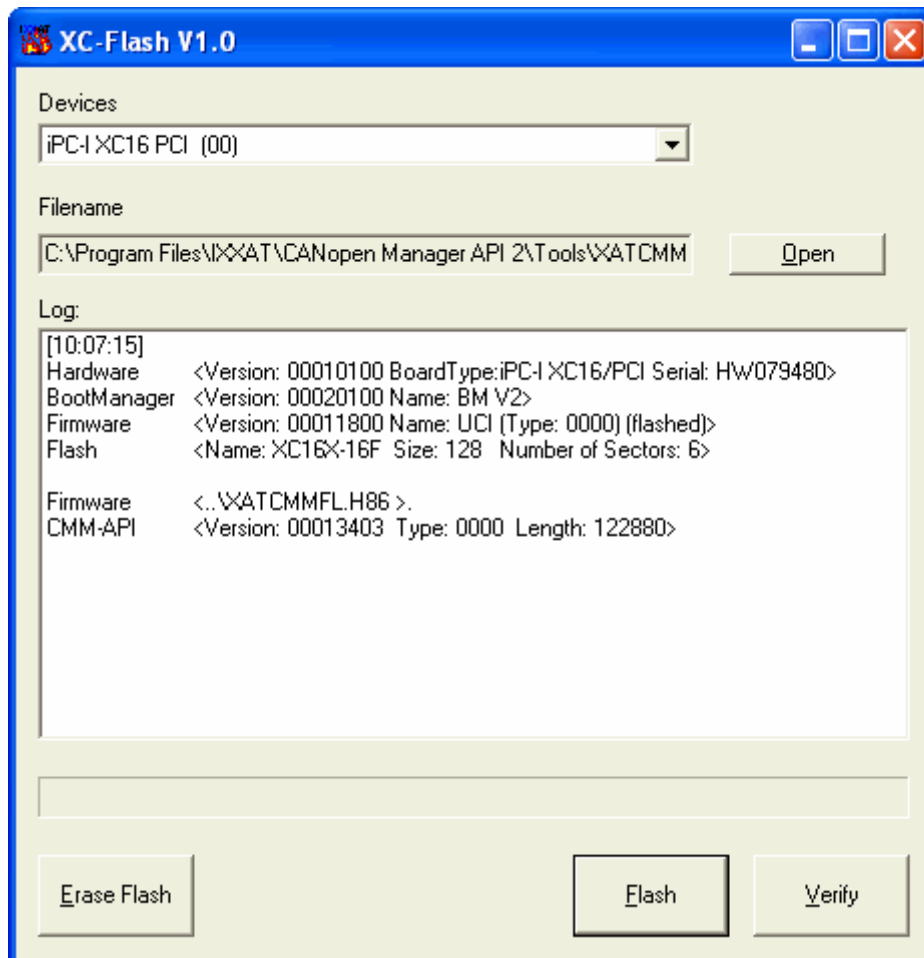 XC-Flash V1.0
Devices
iPC-I XC16 PCI (00)
Filename
C:\Program Files\IXXAT\CANopen Manager API 2\Tools\XATCMM
Open
Log:
[10:07:15]
Hardware <Version: 00010100 BoardType:iPC-I XC16/PCI Serial: HW079480>
BootManager <Version: 00020100 Name: BM V2>
Firmware <Version: 00011800 Name: UCI (Type: 0000) (flashed)>
Flash <Name: XC16X-16F Size: 128 Number of Sectors: 6>
Firmware <..\XATCMMFL.H86 >.
CMM-API <Version: 00013403 Type: 0000 Length: 122880>
Erase Flash
Flash
Verify